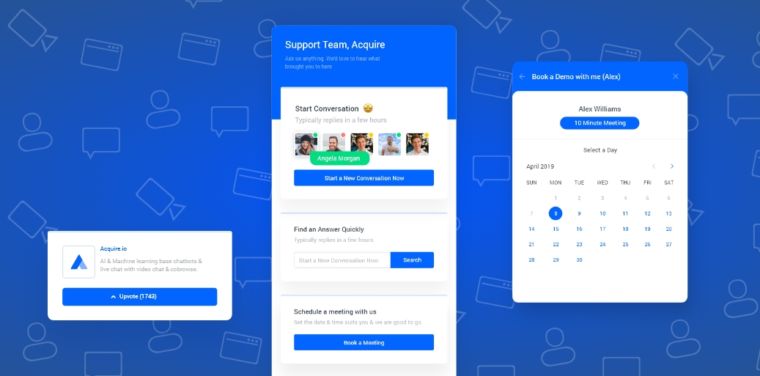 Support Team, Acquire
Ask us anything. We'd love to hear what
brought you to here
Start Conversation
Typically replies in a few hours
Angela Morgan
Start a New Conversation Now
Find an Answer Quickly
Typically replies in a few hours
Start a New Conversation Now
Search
Schedule a meeting with us
Set the date & time suits you & we are good to go
Book a Meeting
Acquire.io
AI & Machine learning base chatbots &
live chat with video chat & cobrowse.
Upvote (1743)
Book a Demo with me (Alex)
Alex Williams
10 Minute Meeting
Select a Day
April 2019
SUN MON TUE WED THU FRI SAT
1 2 3 4 5 6
7 8 9 10 11 12 13
14 15 16 17 18 19 20
21 22 23 24 25 26 27
28 29 30